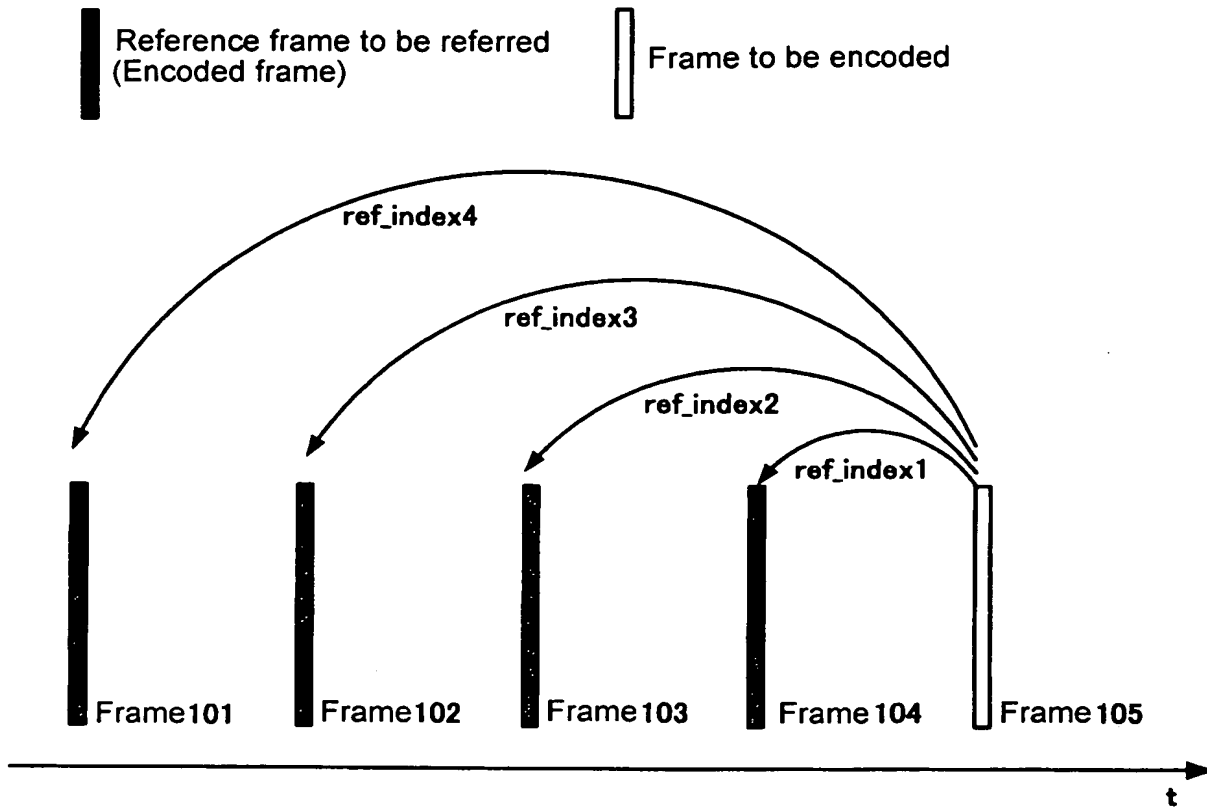 Reference frame to be referred
(Encoded frame)
Frame to be encoded
ref_index4
ref_index3
ref_index2
ref_index1
Frame101
Frame102
Frame103
Frame104
Frame105
t